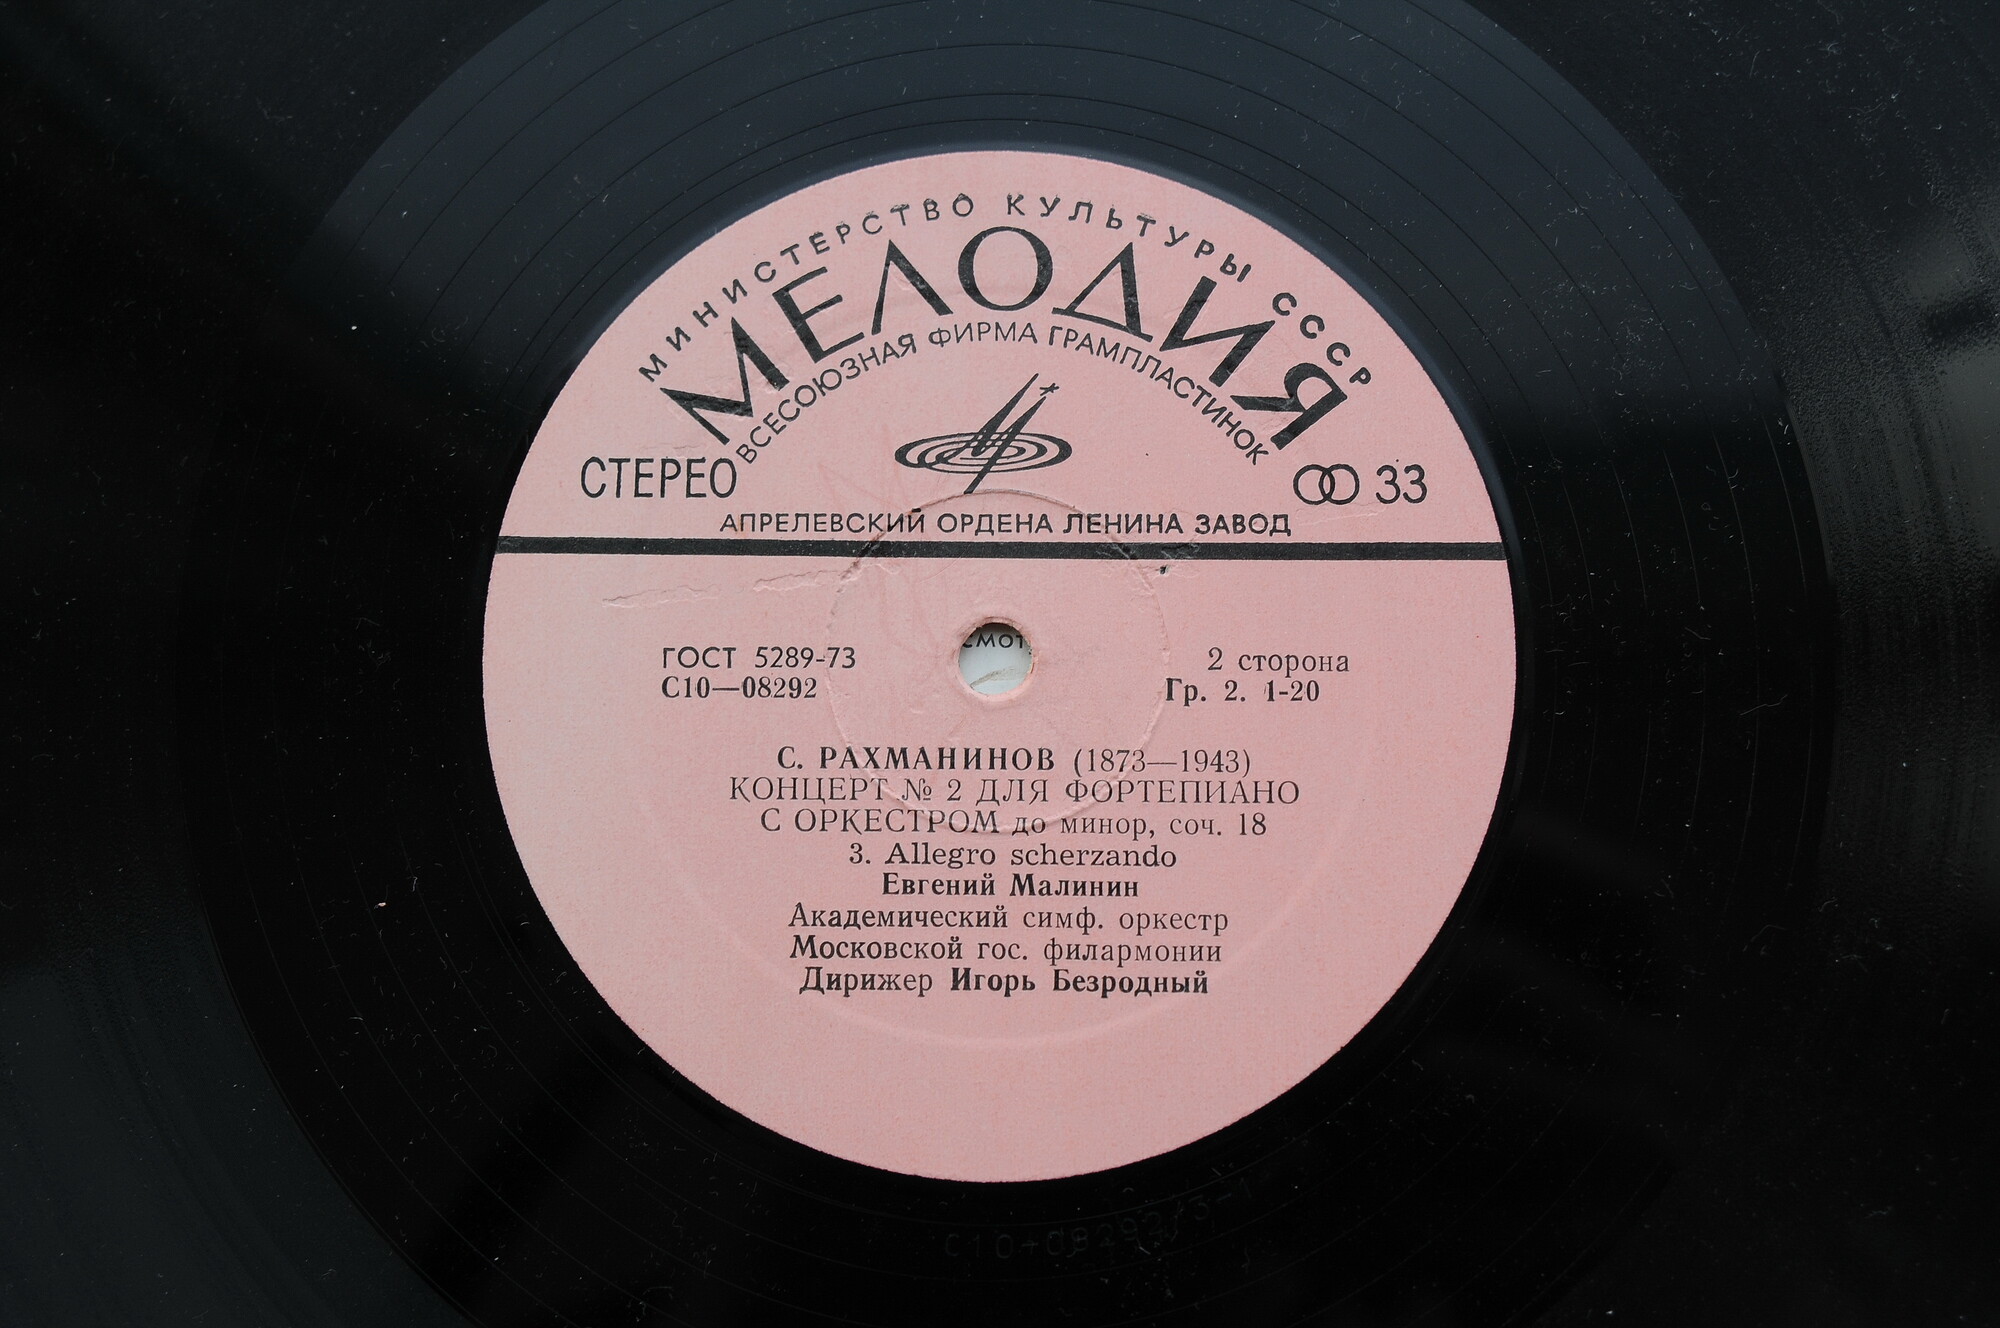 МИНИСТЕРСТВО КУЛЬТУРЫ СССР
МЕЛОДИЯ
ВСЕСОЮЗНАЯ ФИРМА ГРАМПЛАСТИНОК
СТЕРЕО
33
АПРЕЛЕВСКИЙ ОРДЕНА ЛЕНИНА ЗАВОД
СМОТ
ГОСТ 5289-73
2 сторона
С10—08292
Гр. 2. 1-20
С. РАХМАНИНОВ (1873—1943)
КОНЦЕРТ № 2 ДЛЯ ФОРТЕПИАНО
С ОРКЕСТРОМ до минор, соч. 18
3. Allegro scherzando
Евгений Малинин
Академический симф. оркестр
Московской гос. филармонии
Дирижер Игорь Безродный